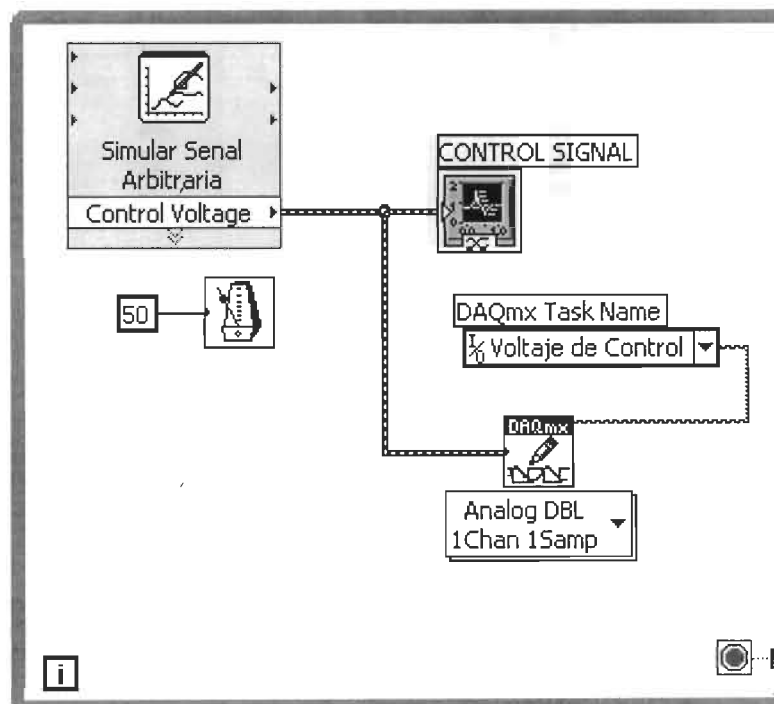 Simular Senal
Arbitraria
Control Voltage
CONTROL SIGNAL
50
DAQmx Task Name
I/O Voltaje de Control
DAQmx
Analog DBL
1Chan 1Samp
i